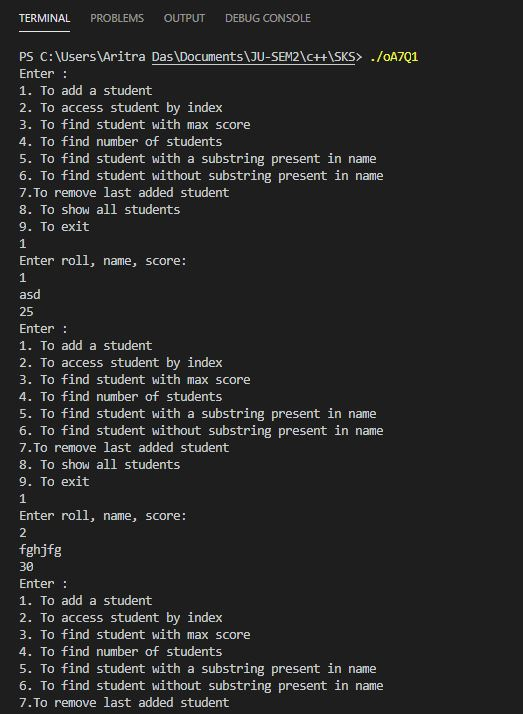 TERMINAL PROBLEMS OUTPUT DEBUG CONSOLE
PS C:\Users\Aritra Das\Documents\JU-SEM2\c++\SKS> ./oA7Q1
Enter :
1. To add a student
2. To access student by index
3. To find student with max score
4. To find number of students
5. To find student with a substring present in name
6. To find student without substring present in name
7.To remove last added student
8. To show all students
9. To exit
1
Enter roll, name, score:
1
asd
25
Enter :
1. To add a student
2. To access student by index
3. To find student with max score
4. To find number of students
5. To find student with a substring present in name
6. To find student without substring present in name
7.To remove last added student
8. To show all students
9. To exit
1
Enter roll, name, score:
2
fghjfg
30
Enter :
1. To add a student
2. To access student by index
3. To find student with max score
4. To find number of students
5. To find student with a substring present in name
6. To find student without substring present in name
7.To remove last added student